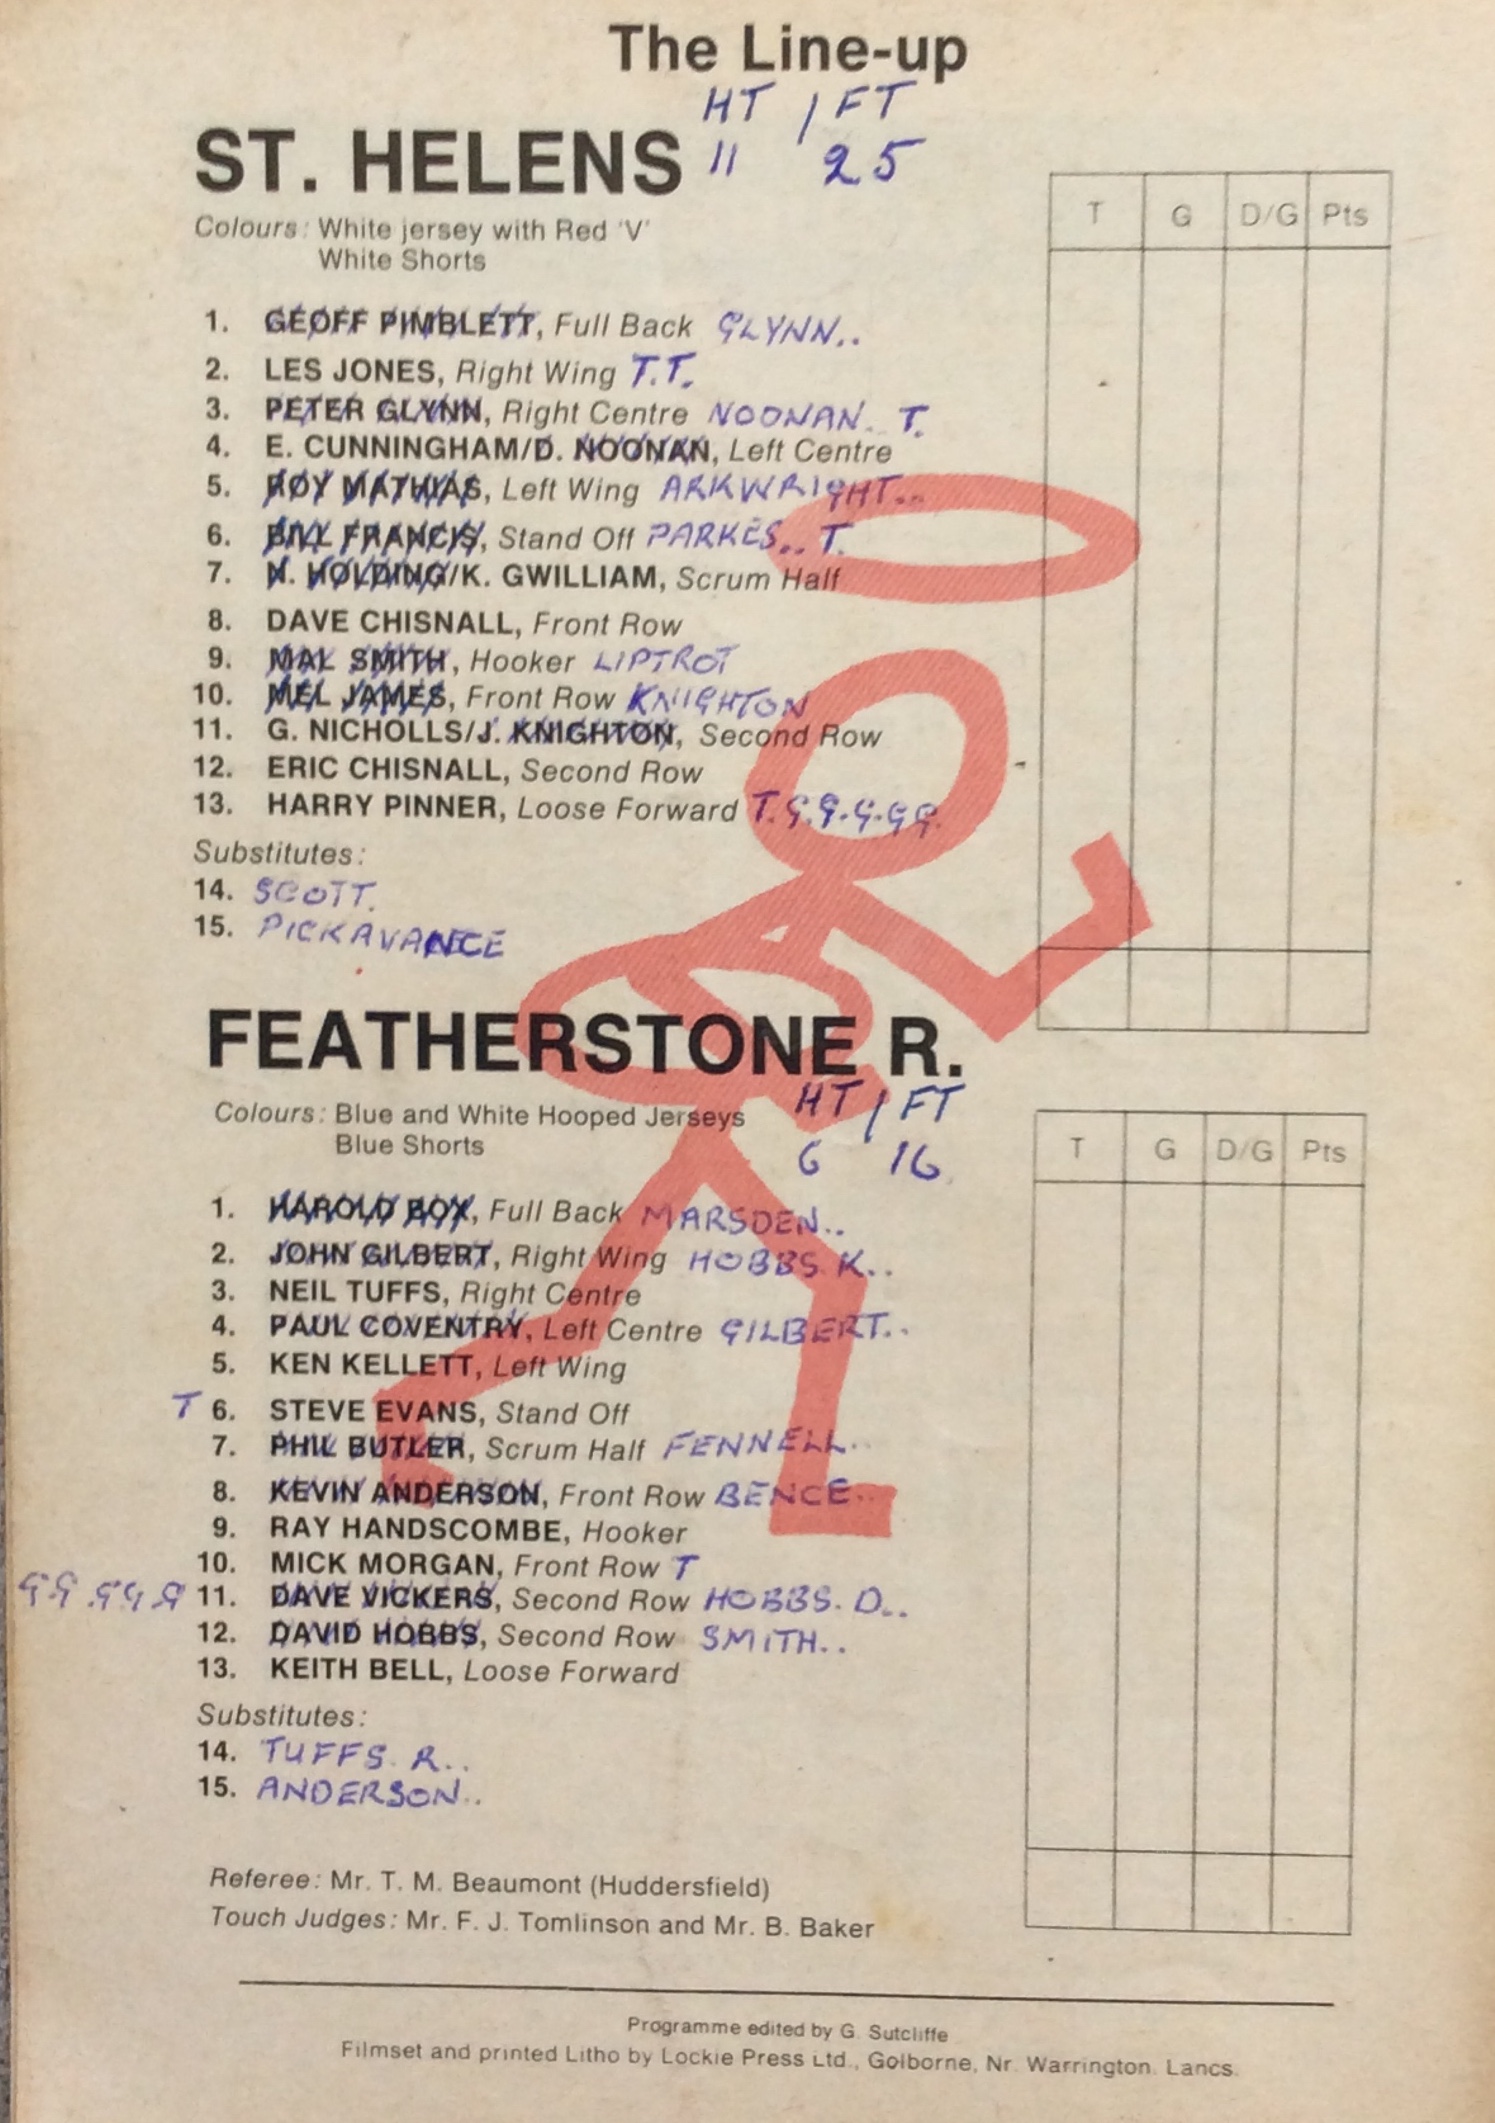 The Line-up
HT / FT
ST. HELENS 11 25
Colours: White jersey with Red 'V'
White Shorts
T G D/G Pts
1. GEOFF PIMBLETT, Full Back GLYNN..
2. LES JONES, Right Wing T.T.
3. PETER GLYNN, Right Centre NOONAN.. T.
4. E. CUNNINGHAM/D. NOONAN, Left Centre
5. ROY MATHIAS, Left Wing ARKWRIGHT...
6. BILL FRANCIS, Stand Off PARKES.. T.
7. N. HOLDING/K. GWILLIAM, Scrum Half
8. DAVE CHISNALL, Front Row
9. MAL SMITH, Hooker LIPTROT
10. MEL JAMES, Front Row KNIGHTON
11. G. NICHOLLS/J. KNIGHTON, Second Row
12. ERIC CHISNALL, Second Row
13. HARRY PINNER, Loose Forward T.G.G.G.GG.
Substitutes:
14. SCOTT.
15. PICKAVANCE
FEATHERSTONE R.
HT / FT
6 16
Colours: Blue and White Hooped Jerseys
Blue Shorts
T G D/G Pts
1. HAROLD BOX, Full Back MARSDEN..
2. JOHN GILBERT, Right Wing HOBBS K..
3. NEIL TUFFS, Right Centre
4. PAUL COVENTRY, Left Centre GILBERT..
5. KEN KELLETT, Left Wing
T 6. STEVE EVANS, Stand Off
7. PHIL BUTLER, Scrum Half FENNELL..
8. KEVIN ANDERSON, Front Row BENCE...
9. RAY HANDSCOMBE, Hooker
10. MICK MORGAN, Front Row T
GG.GGG 11. DAVE VICKERS, Second Row HOBBS. D..
12. DAVID HOBBS, Second Row SMITH..
13. KEITH BELL, Loose Forward
Substitutes:
14. TUFFS. R..
15. ANDERSON..
Referee: Mr. T. M. Beaumont (Huddersfield)
Touch Judges: Mr. F. J. Tomlinson and Mr. B. Baker
Programme edited by G. Sutcliffe
Filmset and printed Litho by Lockie Press Ltd., Golborne, Nr. Warrington. Lancs.